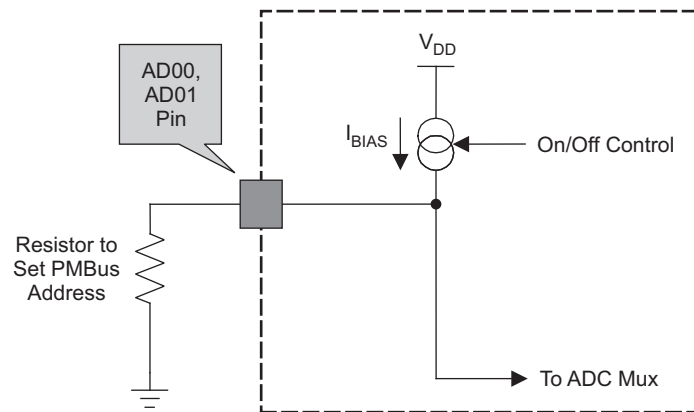 AD00,
AD01
Pin
VDD
IBIAS
On/Off Control
Resistor to
Set PMBus
Address
To ADC Mux